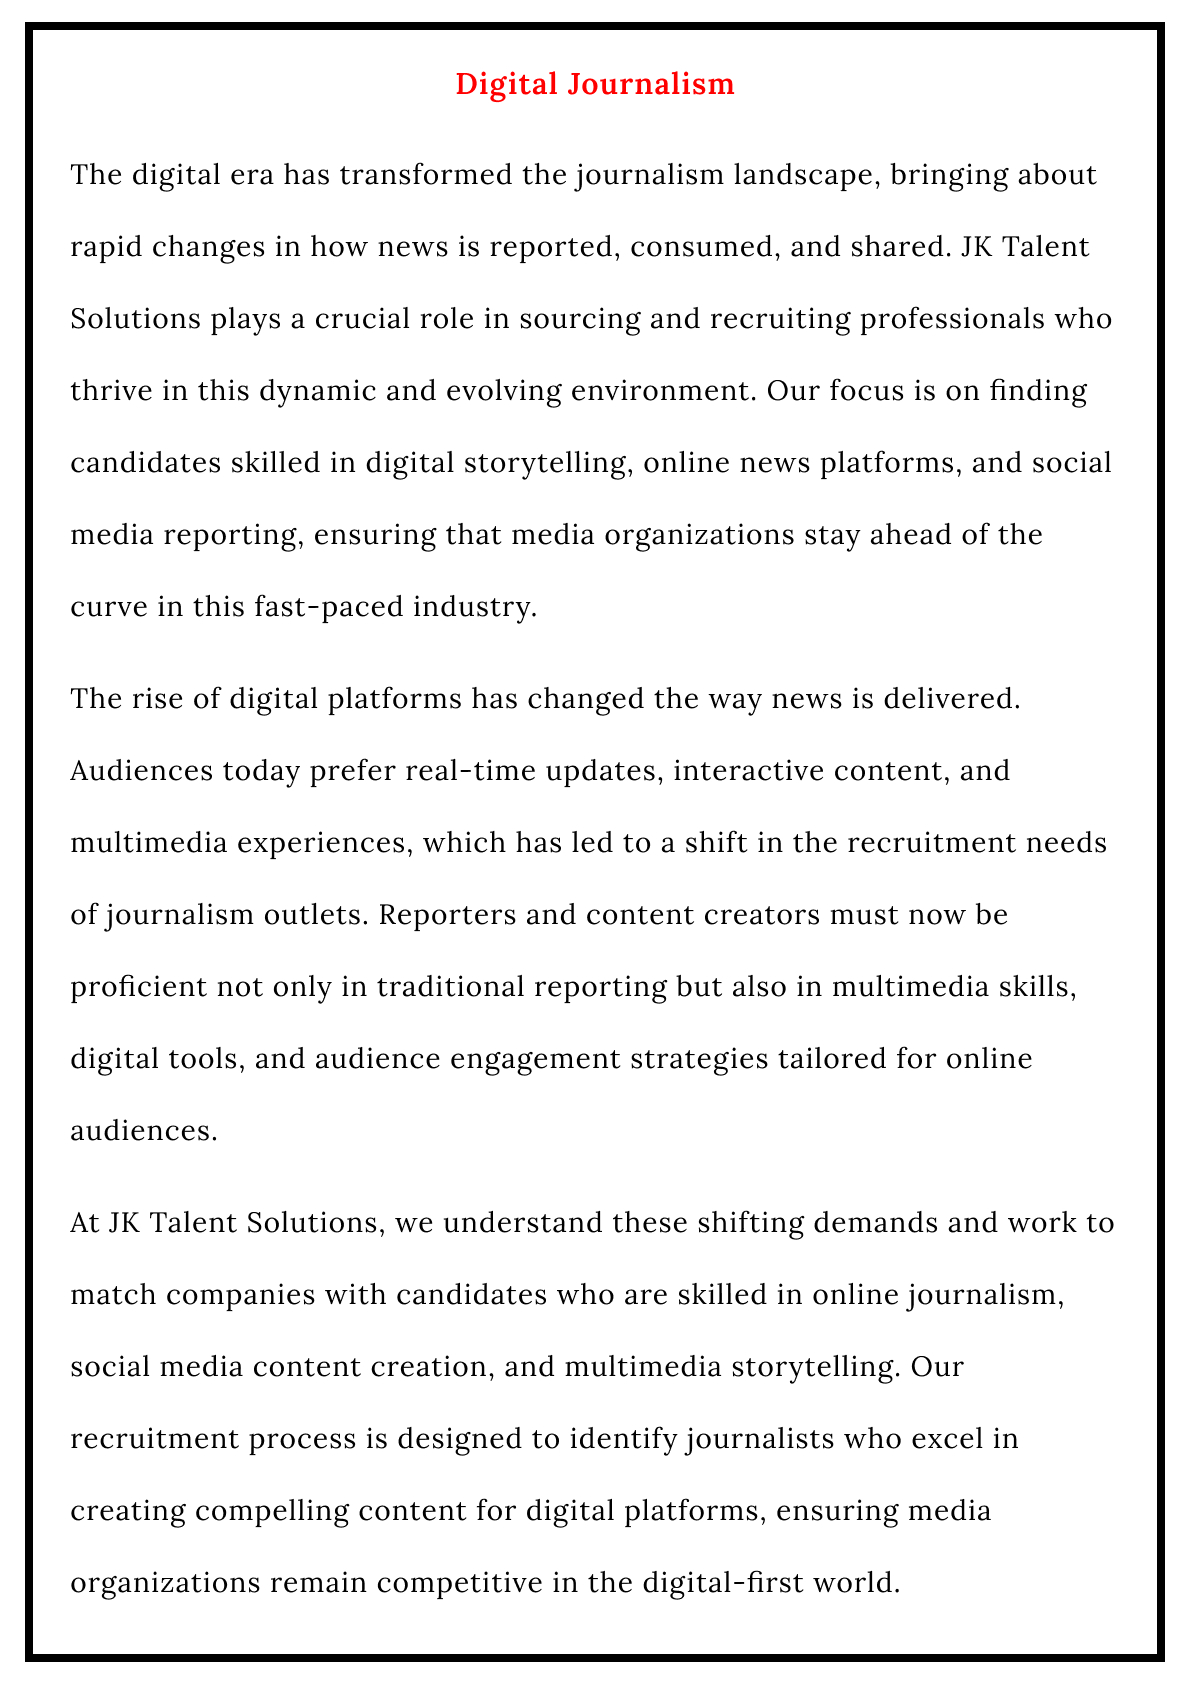 Digital Journalism
The digital era has transformed the journalism landscape, bringing about
rapid changes in how news is reported, consumed, and shared. JK Talent
Solutions plays a crucial role in sourcing and recruiting professionals who
thrive in this dynamic and evolving environment. Our focus is on finding
candidates skilled in digital storytelling, online news platforms, and social
media reporting, ensuring that media organizations stay ahead of the
curve in this fast-paced industry.
The rise of digital platforms has changed the way news is delivered.
Audiences today prefer real-time updates, interactive content, and
multimedia experiences, which has led to a shift in the recruitment needs
of journalism outlets. Reporters and content creators must now be
proficient not only in traditional reporting but also in multimedia skills,
digital tools, and audience engagement strategies tailored for online
audiences.
At JK Talent Solutions, we understand these shifting demands and work to
match companies with candidates who are skilled in online journalism,
social media content creation, and multimedia storytelling. Our
recruitment process is designed to identify journalists who excel in
creating compelling content for digital platforms, ensuring media
organizations remain competitive in the digital-first world.